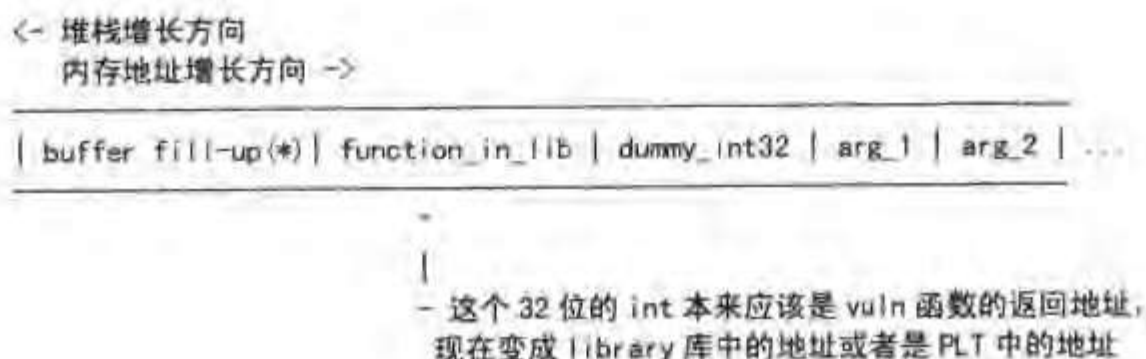 <- 堆栈增长方向
内存地址增长方向 ->
| buffer fill-up(*)| function_in_lib | dummy_int32 | arg_1 | arg_2 | ...
- 这个 32 位的 int 本来应该是 vuln 函数的返回地址,
现在变成 library 库中的地址或者是 PLT 中的地址